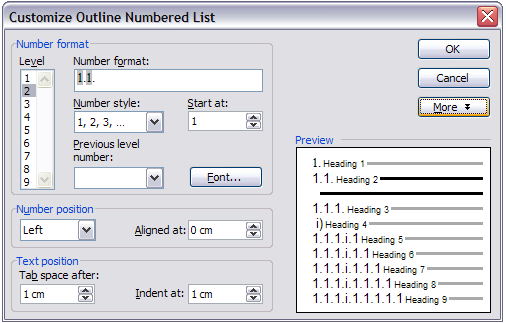 Customize Outline Numbered List
Number format
Level
Number format:
1
2
3
4
5
6
7
8
9
1.1.
Number style:
Start at:
1, 2, 3, ...
1
Previous level
number:
Font...
Number position
Left
Aligned at: 0 cm
Text position
Tab space after:
1 cm
Indent at: 1 cm
OK
Cancel
More
Preview
1. Heading 1
1.1. Heading 2
1.1.1. Heading 3
i) Heading 4
1.1.1.i.1 Heading 5
1.1.1.i.1.1 Heading 6
1.1.1.i.1.1.1 Heading 7
1.1.1.i.1.1.1.1 Heading 8
1.1.1.i.1.1.1.1.1 Heading 9